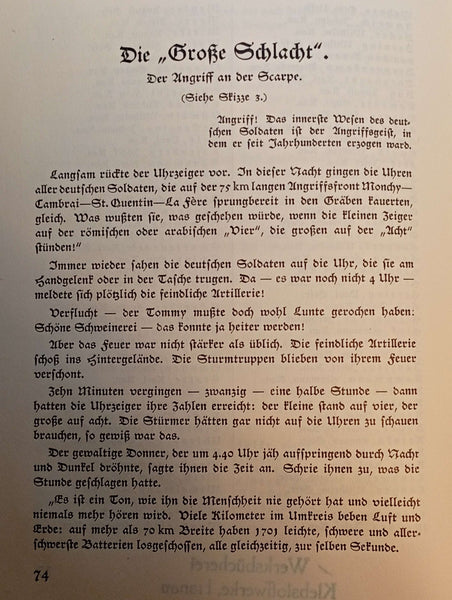 Die „Große Schlacht“.
Der Angriff an der Scarpe.
(Siehe Skizze 3.)
Angriff! Das innerste Wesen des deut-
schen Soldaten ist der Angriffsgeist, in
dem er seit Jahrhunderten erzogen ward.
Langsam rückte der Uhrzeiger vor. In dieser Nacht gingen die Uhren
aller deutschen Soldaten, die auf der 75 km langen Angriffsfront Monchy—
Cambrai—St. Quentin—La Fère sprungbereit in den Gräben kauerten,
gleich. Was wußten sie, was geschehen würde, wenn die kleinen Zeiger
auf der römischen oder arabischen „Vier“, die großen auf der „Acht“
stünden!“
Immer wieder sahen die deutschen Soldaten auf die Uhr, die sie am
Handgelenk oder in der Tasche trugen. Da — es war noch nicht 4 Uhr —
meldete sich plötzlich die feindliche Artillerie!
Verflucht — der Tommy mußte doch wohl Lunte gerochen haben:
Schöne Schweinerei — das konnte ja heiter werden!
Aber das Feuer war nicht stärker als üblich. Die feindliche Artillerie
schoß ins Hintergelände. Die Sturmtruppen blieben von ihrem Feuer
verschont.
Zehn Minuten vergingen — zwanzig — eine halbe Stunde — dann
hatten die Uhrzeiger ihre Zahlen erreicht: der kleine stand auf vier, der
große auf acht. Die Stürmer hätten gar nicht auf die Uhren zu schauen
brauchen, so gewiß war das.
Der gewaltige Donner, der um 4.40 Uhr jäh aufspringend durch Nacht
und Dunkel dröhnte, sagte ihnen die Zeit an. Schrie ihnen zu, was die
Stunde geschlagen hatte.
„Es ist ein Ton, wie ihn die Menschheit nie gehört hat und vielleicht
niemals mehr hören wird. Viele Kilometer im Umkreis beben Luft und
Erde: auf mehr als 70 km Breite haben 1701 leichte, schwere und aller-
schwerste Batterien losgeschossen, alle gleichzeitig, zur selben Sekunde.
74
Werksbücherei